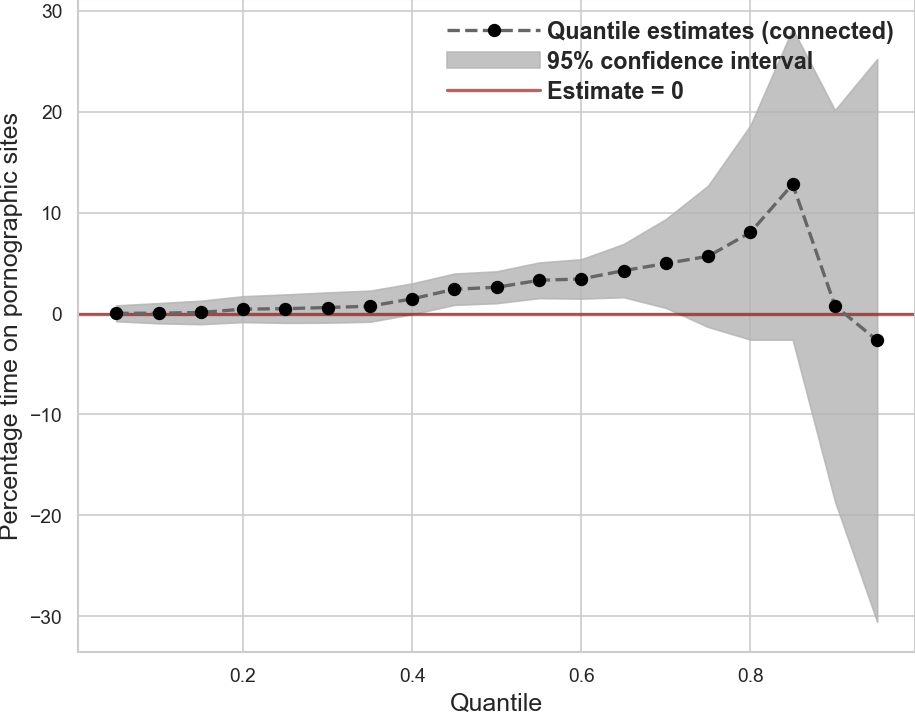 Quantile estimates (connected)
95% confidence interval
Estimate = 0
Percentage time on pornographic sites
30
20
10
0
−10
−20
−30
0.2
0.4
0.6
0.8
Quantile